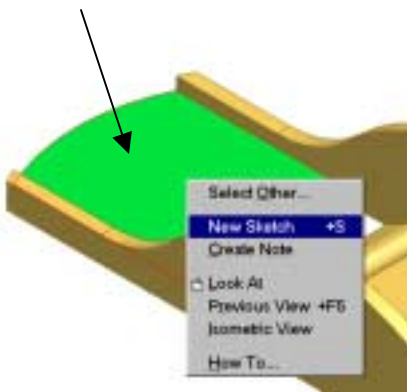 Select Other...
New Sketch +S
Create Note
Look At
Previous View +F5
Isometric View
How To...